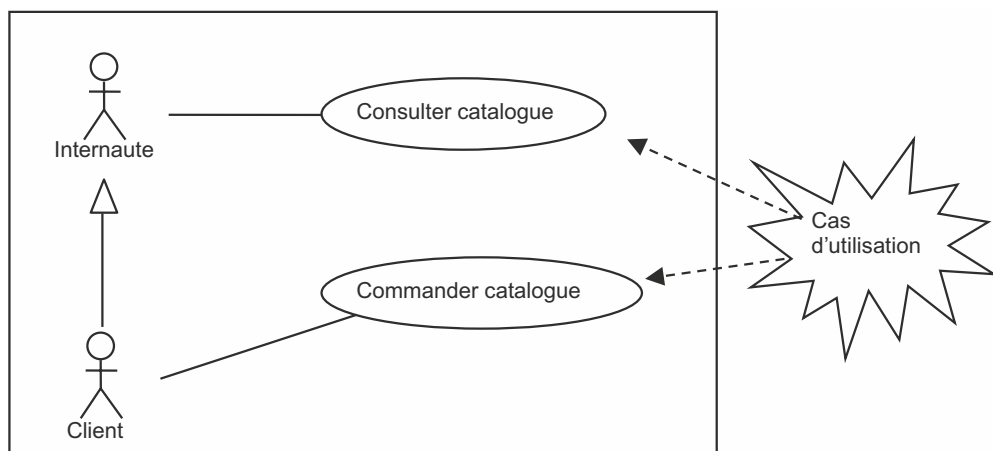 Consulter catalogue
Internaute
Cas
d'utilisation
Commander catalogue
Client